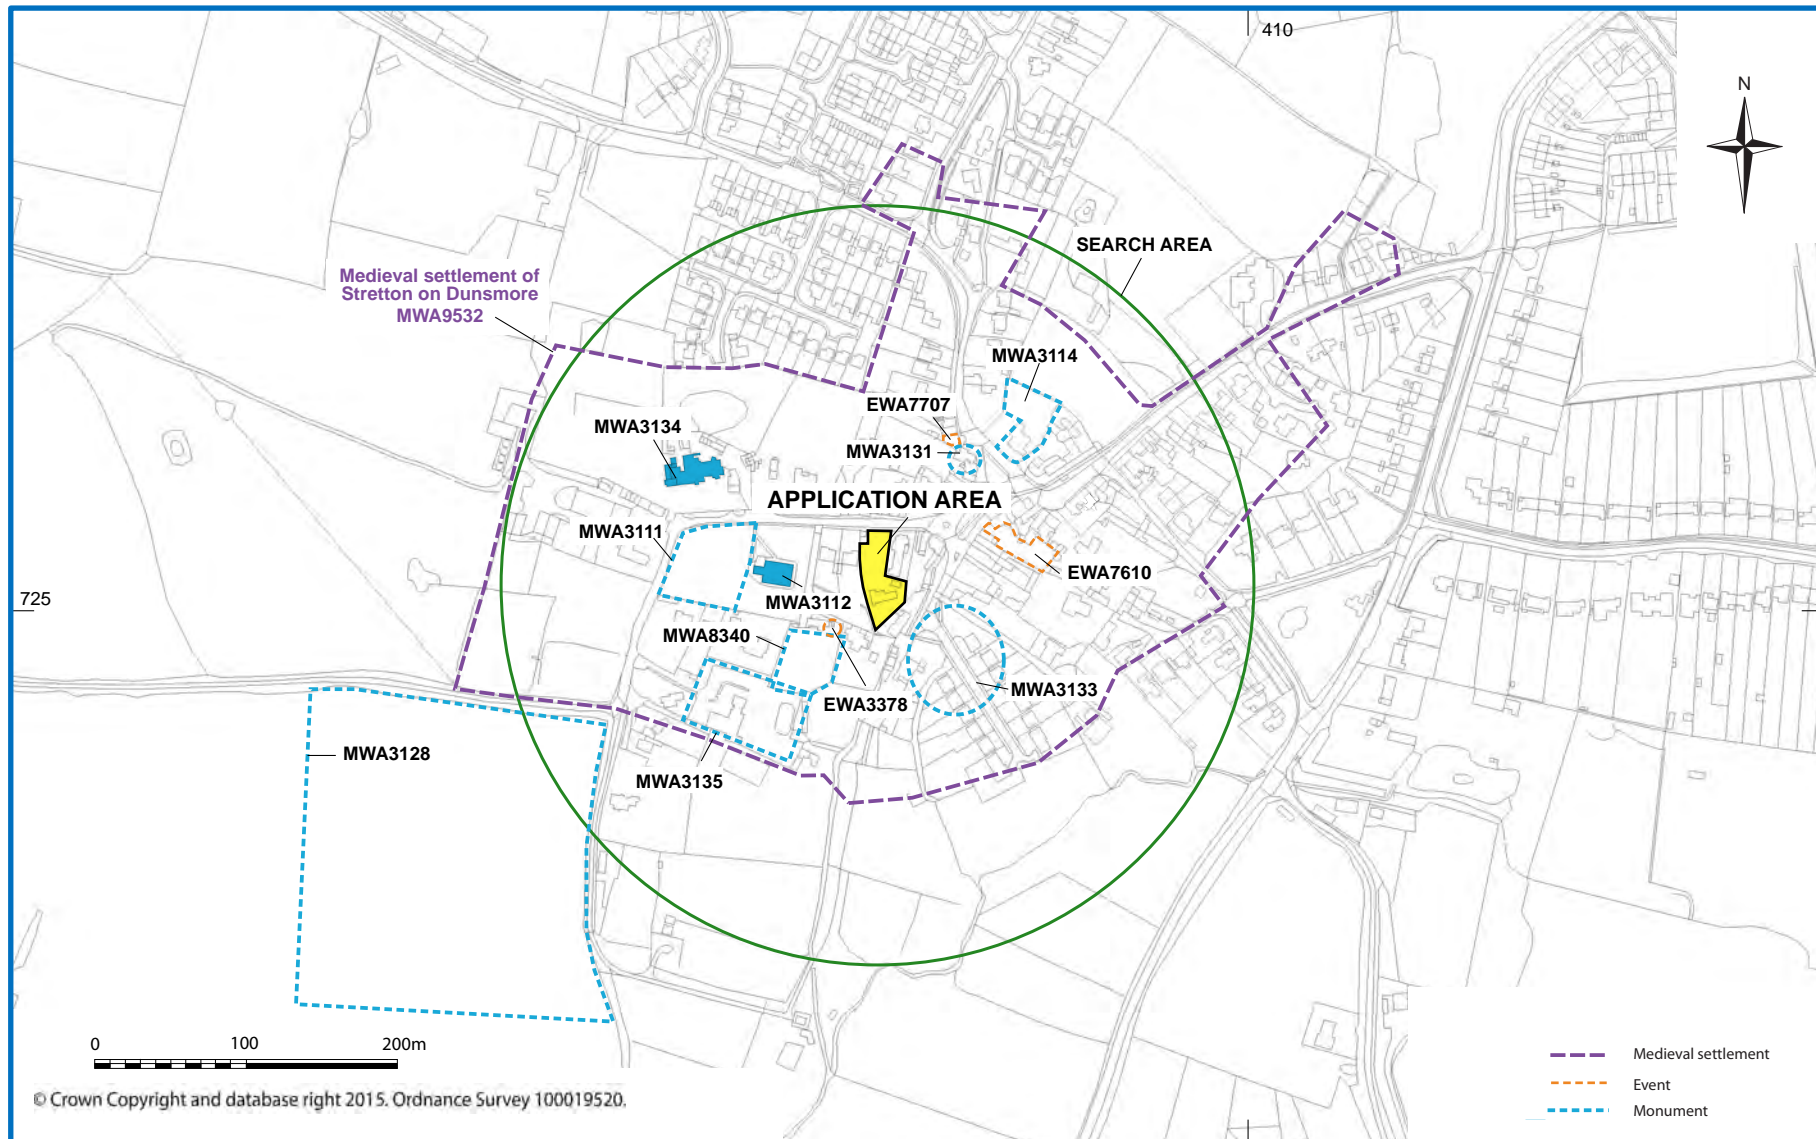 410
N
SEARCH AREA
Medieval settlement of
Stretton on Dunsmore
MWA9532
MWA3114
EWA7707
MWA3134
MWA3131
APPLICATION AREA
MWA3111
EWA7610
725
MWA3112
MWA8340
MWA3133
EWA3378
MWA3128
MWA3135
0 100 200m
Medieval settlement
Event
Monument
© Crown Copyright and database right 2015. Ordnance Survey 100019520.